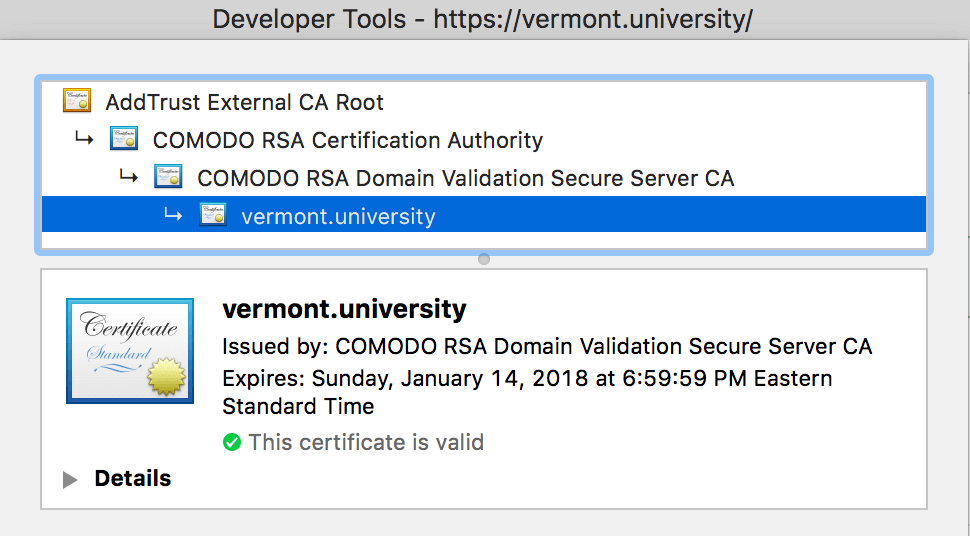 Developer Tools - https://vermont.university/
AddTrust External CA Root
COMODO RSA Certification Authority
COMODO RSA Domain Validation Secure Server CA
vermont.university
Certificate
Standard
vermont.university
Issued by: COMODO RSA Domain Validation Secure Server CA
Expires: Sunday, January 14, 2018 at 6:59:59 PM Eastern
Standard Time
This certificate is valid
Details